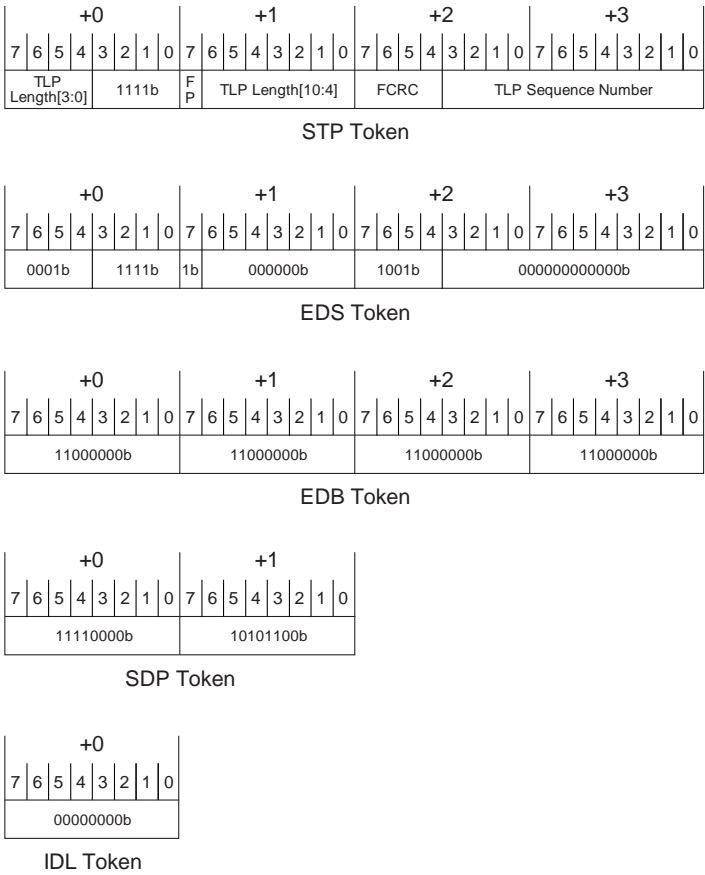 +0 +1 +2 +3
7 6 5 4 3 2 1 0 7 6 5 4 3 2 1 0 7 6 5 4 3 2 1 0 7 6 5 4 3 2 1 0
TLP Length[3:0] 1111b FP TLP Length[10:4] FCRC TLP Sequence Number
STP Token
+0 +1 +2 +3
7 6 5 4 3 2 1 0 7 6 5 4 3 2 1 0 7 6 5 4 3 2 1 0 7 6 5 4 3 2 1 0
0001b 1111b 1b 000000b 1001b 000000000000b
EDS Token
+0 +1 +2 +3
7 6 5 4 3 2 1 0 7 6 5 4 3 2 1 0 7 6 5 4 3 2 1 0 7 6 5 4 3 2 1 0
11000000b 11000000b 11000000b 11000000b
EDB Token
+0 +1
7 6 5 4 3 2 1 0 7 6 5 4 3 2 1 0
11110000b 10101100b
SDP Token
+0
7 6 5 4 3 2 1 0
00000000b
IDL Token